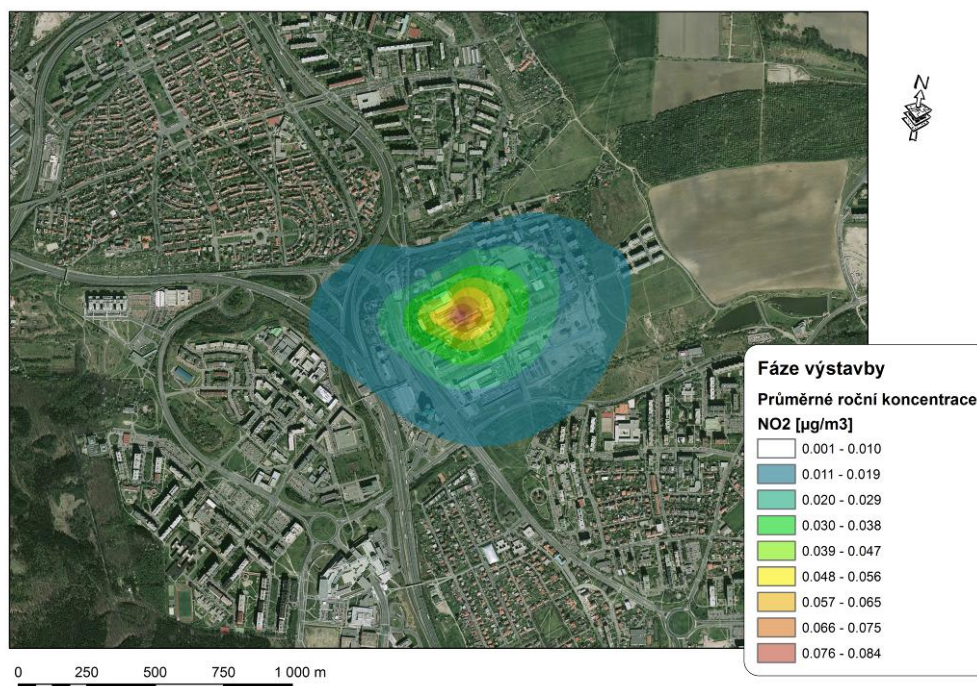 N
Fáze výstavby
Průměrné roční koncentrace
NO2 [µg/m3]
0.001 - 0.010
0.011 - 0.019
0.020 - 0.029
0.030 - 0.038
0.039 - 0.047
0.048 - 0.056
0.057 - 0.065
0.066 - 0.075
0.076 - 0.084
0 250 500 750 1 000 m